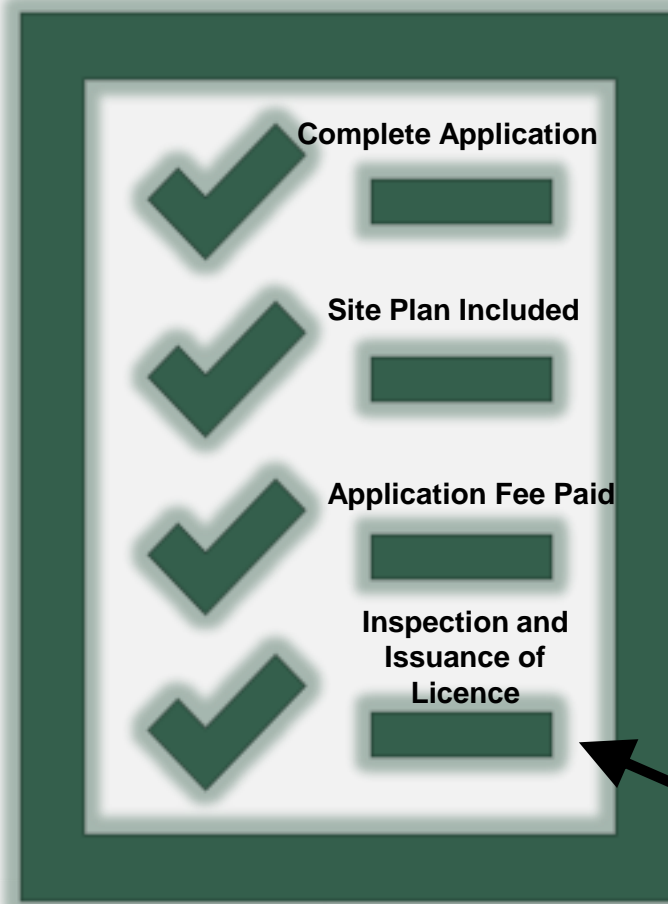 Complete Application
Site Plan Included
Application Fee Paid
Inspection and
Issuance of
Licence